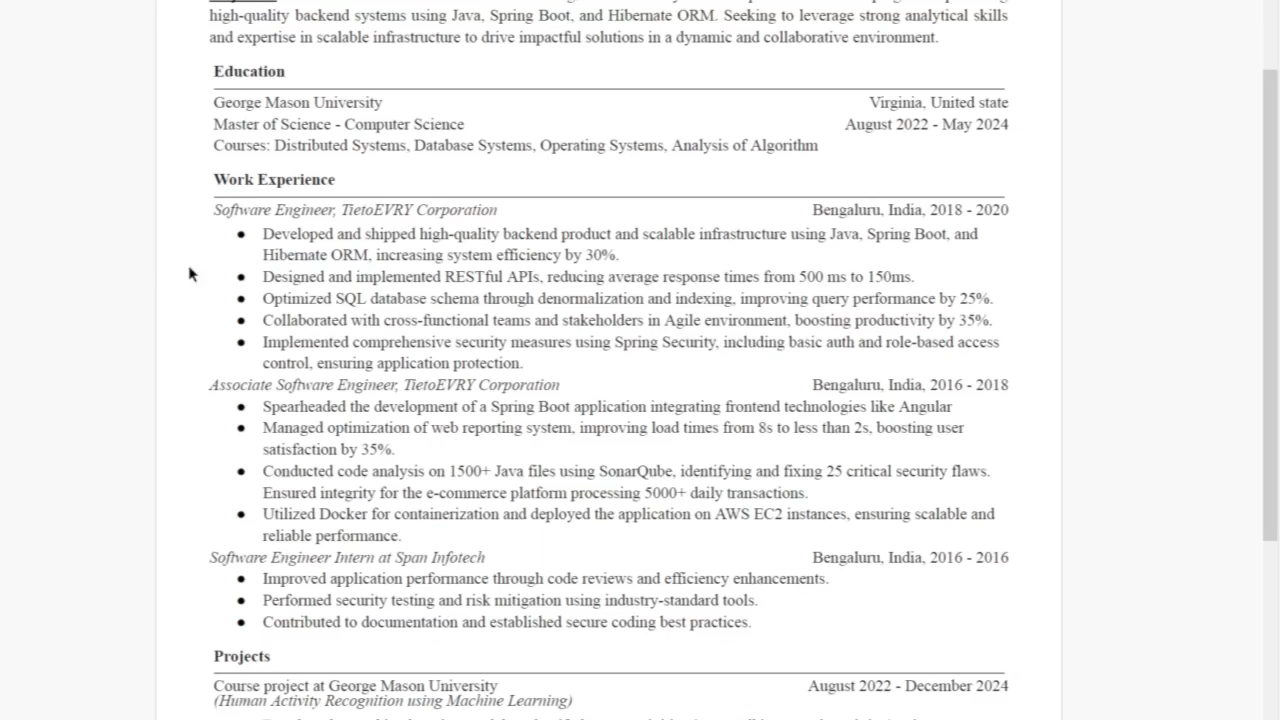 high-quality backend systems using Java, Spring Boot, and Hibernate ORM. Seeking to leverage strong analytical skills
and expertise in scalable infrastructure to drive impactful solutions in a dynamic and collaborative environment.
Education
George Mason University Virginia, United state
Master of Science - Computer Science August 2022 - May 2024
Courses: Distributed Systems, Database Systems, Operating Systems, Analysis of Algorithm
Work Experience
Software Engineer, TietoEVRY Corporation Bengaluru, India, 2018 - 2020
● Developed and shipped high-quality backend product and scalable infrastructure using Java, Spring Boot, and
Hibernate ORM, increasing system efficiency by 30%.
● Designed and implemented RESTful APIs, reducing average response times from 500 ms to 150ms.
● Optimized SQL database schema through denormalization and indexing, improving query performance by 25%.
● Collaborated with cross-functional teams and stakeholders in Agile environment, boosting productivity by 35%.
● Implemented comprehensive security measures using Spring Security, including basic auth and role-based access
control, ensuring application protection.
Associate Software Engineer, TietoEVRY Corporation Bengaluru, India, 2016 - 2018
● Spearheaded the development of a Spring Boot application integrating frontend technologies like Angular
● Managed optimization of web reporting system, improving load times from 8s to less than 2s, boosting user
satisfaction by 35%.
● Conducted code analysis on 1500+ Java files using SonarQube, identifying and fixing 25 critical security flaws.
Ensured integrity for the e-commerce platform processing 5000+ daily transactions.
● Utilized Docker for containerization and deployed the application on AWS EC2 instances, ensuring scalable and
reliable performance.
Software Engineer Intern at Span Infotech Bengaluru, India, 2016 - 2016
● Improved application performance through code reviews and efficiency enhancements.
● Performed security testing and risk mitigation using industry-standard tools.
● Contributed to documentation and established secure coding best practices.
Projects
Course project at George Mason University August 2022 - December 2024
(Human Activity Recognition using Machine Learning)